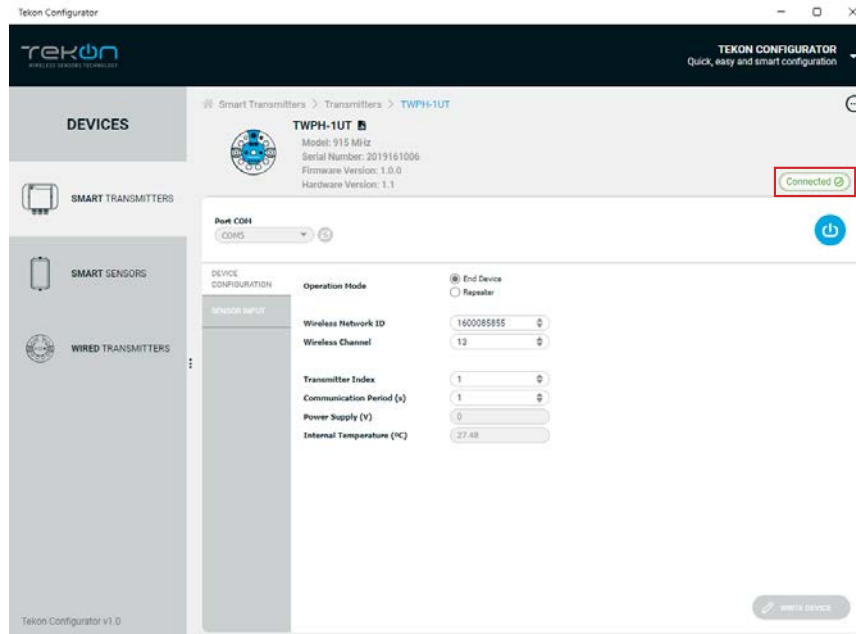 Tekon Configurator
TEKON
WIRELESS SENSORS TECHNOLOGY
TEKON CONFIGURATOR
Quick, easy and smart configuration
DEVICES
SMART TRANSMITTERS
SMART SENSORS
WIRED TRANSMITTERS
Tekon Configurator v1.0
Smart Transmitters > Transmitters > TWPH-1UT
TWPH-1UT
Model: 915 MHz
Serial Number: 2019161006
Firmware Version: 1.0.0
Hardware Version: 1.1
Connected
Port COM
COM5
DEVICE
CONFIGURATION
SENSOR INPUT
Operation Mode
End Device
Repeater
Wireless Network ID 1600085855
Wireless Channel 13
Transmitter Index 1
Communication Period (s) 1
Power Supply (V) 0
Internal Temperature (ºC) 27.48
WRITE DEVICE